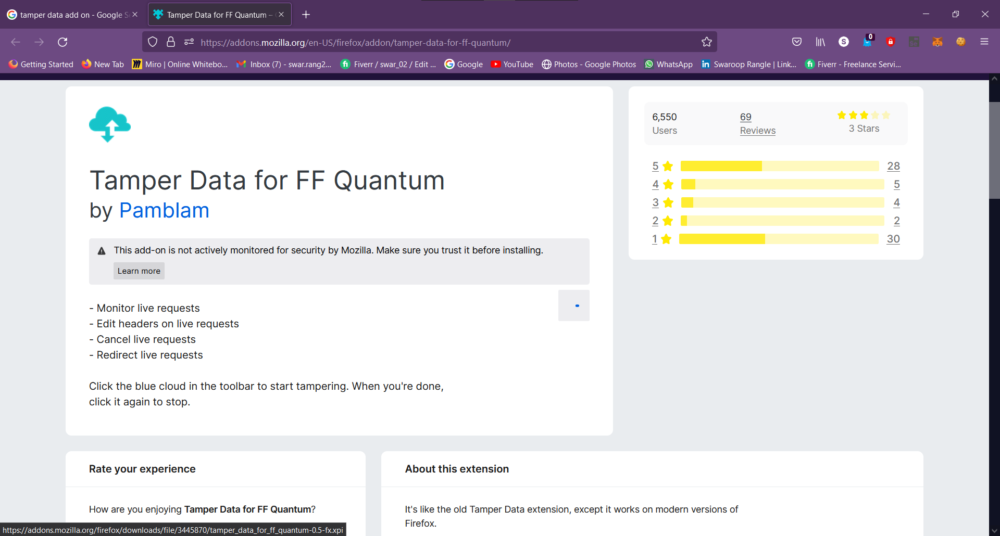 tamper data add on - Google S
Tamper Data for FF Quantum –
https://addons.mozilla.org/en-US/firefox/addon/tamper-data-for-ff-quantum/
S
0
Getting Started
New Tab
Miro | Online Whitebo...
Inbox (7) - swar.rang2...
Fiverr / swar_02 / Edit ...
Google
YouTube
Photos - Google Photos
WhatsApp
Swaroop Rangle | Link...
Fiverr - Freelance Servi...
Tamper Data for FF Quantum
by Pamblam
This add-on is not actively monitored for security by Mozilla. Make sure you trust it before installing.
Learn more
- Monitor live requests
- Edit headers on live requests
- Cancel live requests
- Redirect live requests
Click the blue cloud in the toolbar to start tampering. When you're done,
click it again to stop.
6,550
Users
69
Reviews
3 Stars
5 28
4 5
3 4
2 2
1 30
Rate your experience
How are you enjoying Tamper Data for FF Quantum?
About this extension
It's like the old Tamper Data extension, except it works on modern versions of
Firefox.
https://addons.mozilla.org/firefox/downloads/file/3445870/tamper_data_for_ff_quantum-0.5-fx.xpi